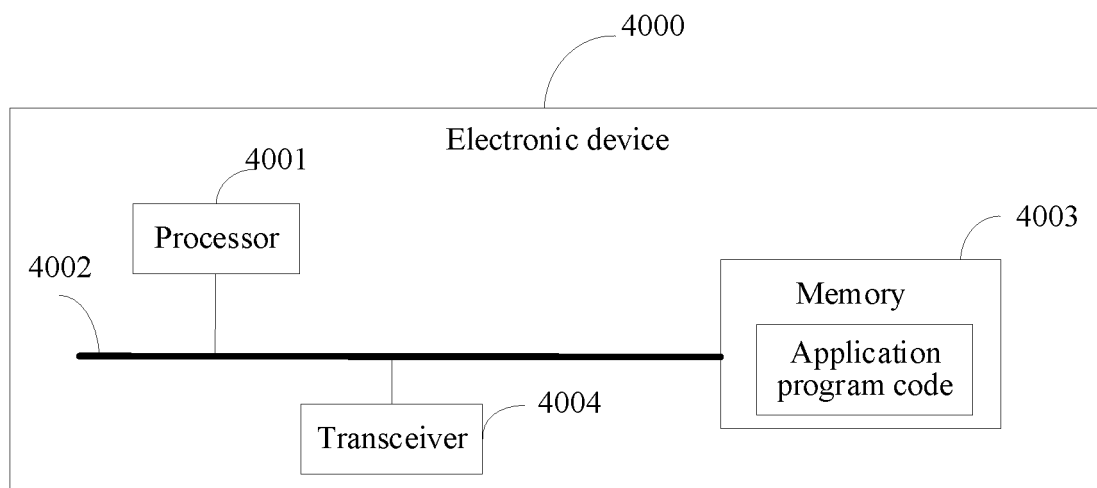 4000
Electronic device
4001
Processor
4003
4002
Memory
Application
program code
4004
Transceiver